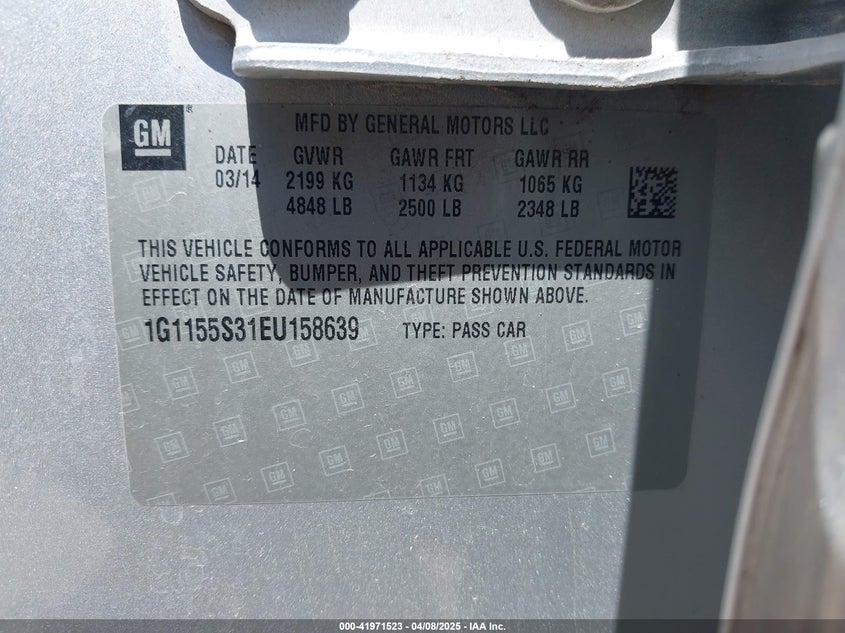 GM
MFD BY GENERAL MOTORS LLC
DATE GVWR GAWR FRT GAWR RR
03/14 2199 KG 1134 KG 1065 KG
4848 LB 2500 LB 2348 LB
THIS VEHICLE CONFORMS TO ALL APPLICABLE U.S. FEDERAL MOTOR
VEHICLE SAFETY, BUMPER, AND THEFT PREVENTION STANDARDS IN
EFFECT ON THE DATE OF MANUFACTURE SHOWN ABOVE.
1G1155S31EU158639 TYPE: PASS CAR
000-41971523 04/08/2025 - IAA Inc.